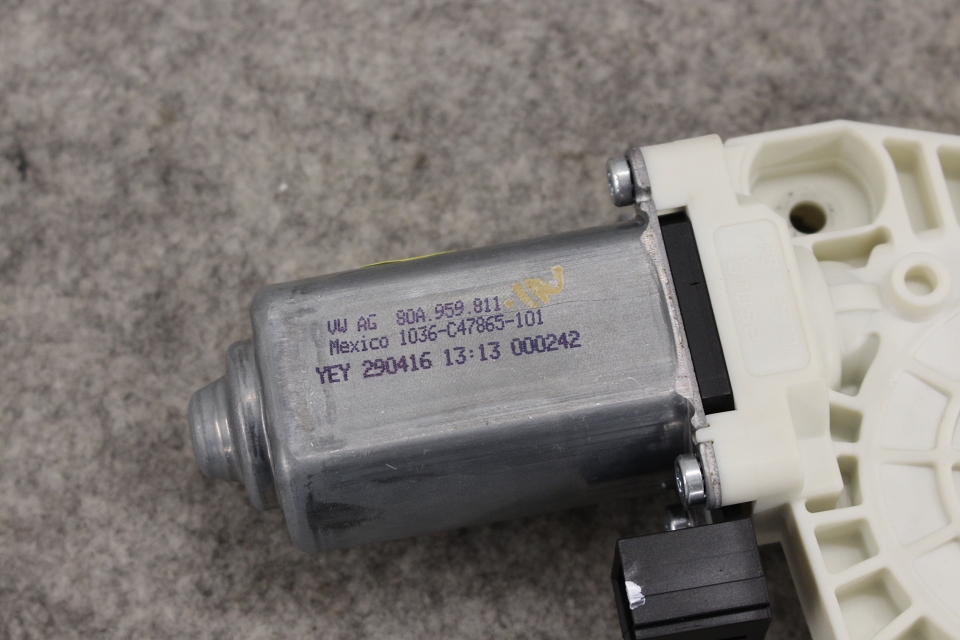 VW AG 80A.959.811
Mexico 1036-C47865-101
YEY 290416 13:13 000242